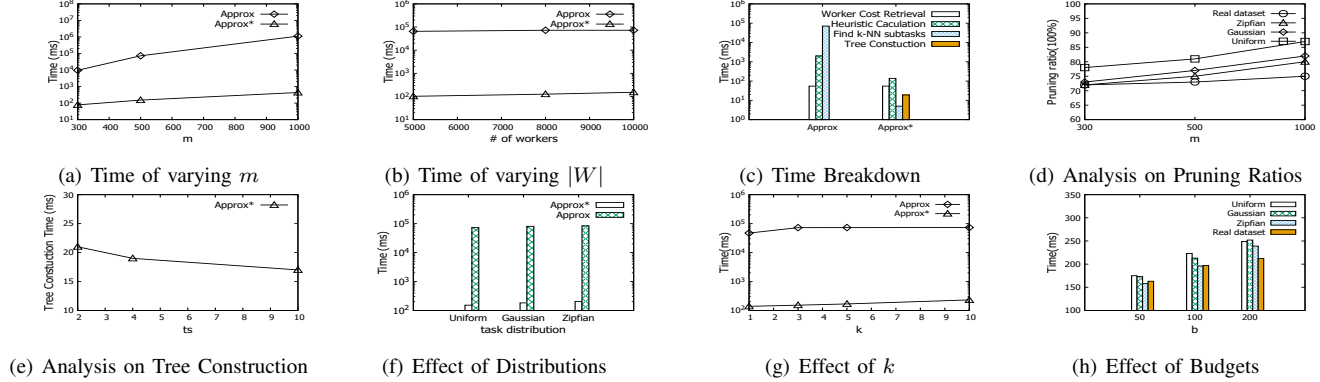 Approx
Approx*
Time (ms)
10^7
10^6
10^5
10^4
10^3
10^2
10^1
300 400 500 600 700 800 900 1000
m
(a) Time of varying m
Approx
Approx*
Time (ms)
10^6
10^5
10^4
10^3
10^2
10^1
5000 6000 7000 8000 9000 10000
# of workers
(b) Time of varying |W|
Worker Cost Retrieval
Heuristic Caculation
Find k-NN subtasks
Tree Constuction
Time (ms)
10^6
10^5
10^4
10^3
10^2
10^1
10^0
Approx Approx*
(c) Time Breakdown
Real dataset
Zipfian
Gaussian
Uniform
Pruning ratio(100%)
100
95
90
85
80
75
70
65
60
300 500 1000
m
(d) Analysis on Pruning Ratios
Approx*
Tree Constuction Time (ms)
30
25
20
15
10
2 3 4 5 6 7 8 9 10
ts
(e) Analysis on Tree Construction
Approx*
Approx
Time(ms)
10^6
10^5
10^4
10^3
10^2
Uniform Gaussian Zipfian
task distribution
(f) Effect of Distributions
Approx
Approx*
Time(ms)
10^6
10^5
10^4
10^3
10^2
1 2 3 4 5 6 7 8 9 10
k
(g) Effect of k
Uniform
Gaussian
Zipfian
Real dataset
Time(ms)
350
300
250
200
150
100
50 100 200
b
(h) Effect of Budgets